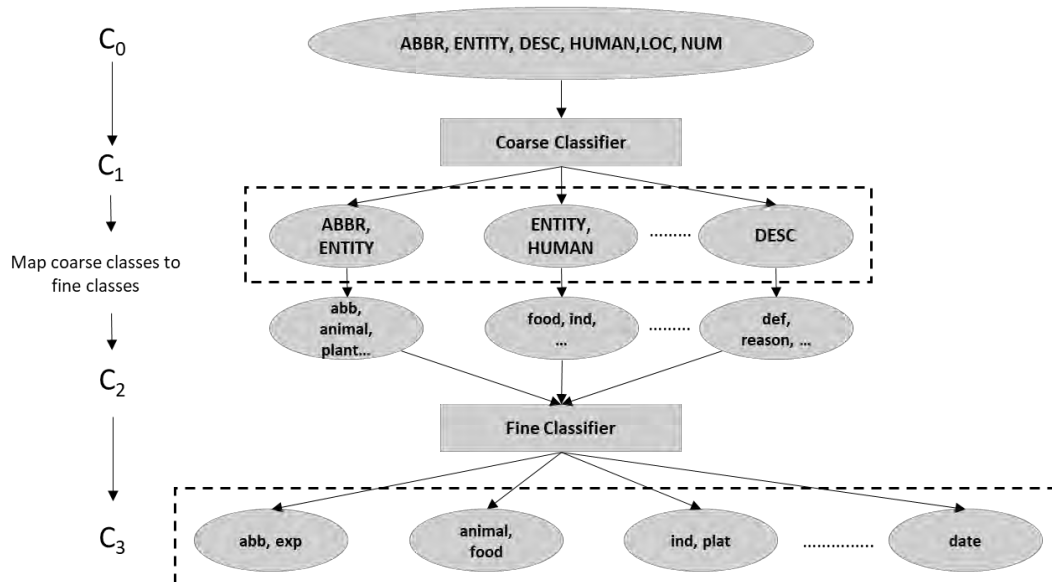 C0
ABBR, ENTITY, DESC, HUMAN,LOC, NUM
Coarse Classifier
C1
ABBR,
ENTITY
ENTITY,
HUMAN
.........
DESC
Map coarse classes to
fine classes
abb,
animal,
plant...
food, ind,
...
.........
def,
reason, ...
C2
Fine Classifier
C3
abb, exp
animal,
food
ind, plat
...............
date